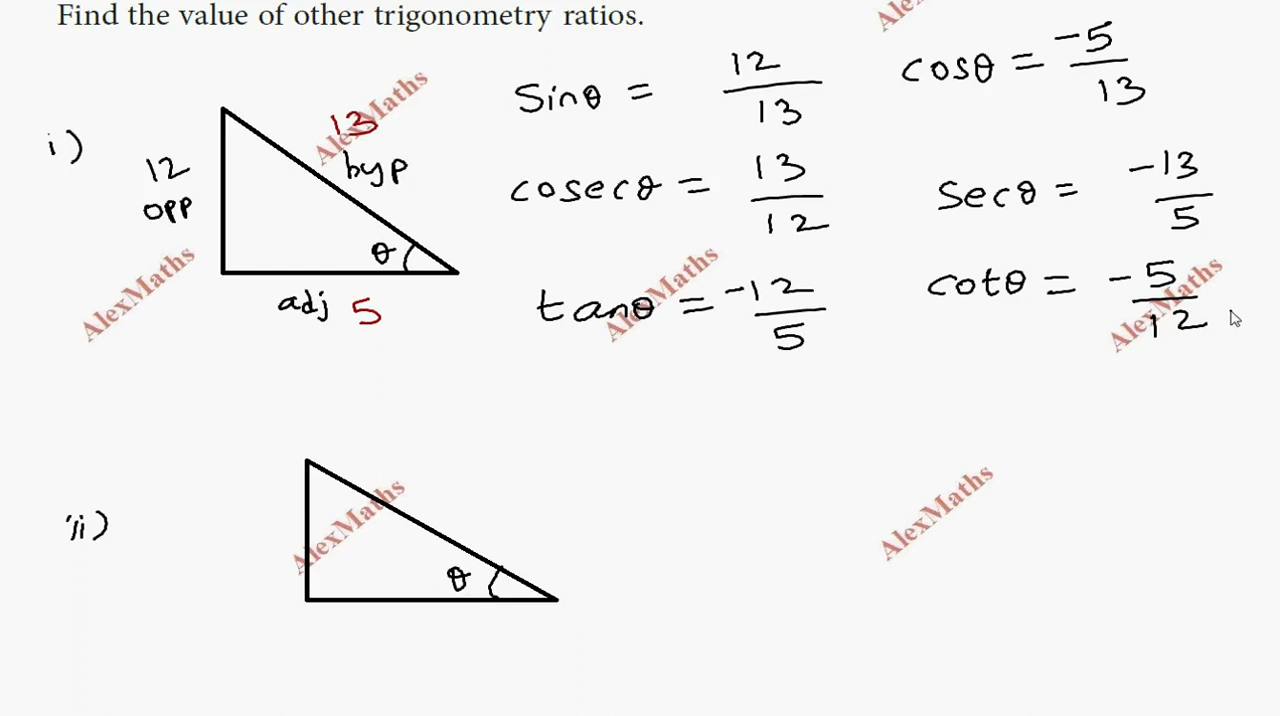 Find the value of other trigonometry ratios.
AlexMaths
i)
12
opp
13
AlexMaths
hyp
θ
adj 5
AlexMaths
sinθ = 12/13
cosθ = -5/13
cosecθ = 13/12
secθ = -13/5
tanθ = -12/5
AlexMaths
cotθ = -5/12
AlexMaths
ii)
AlexMaths
θ
AlexMaths